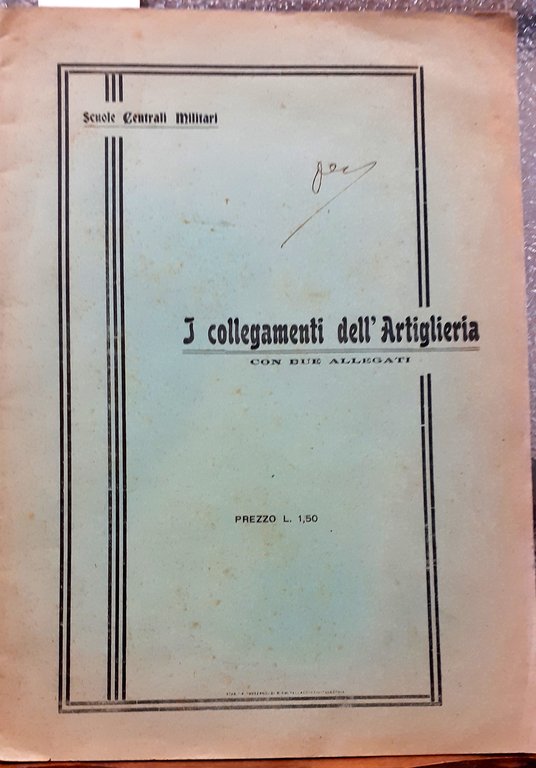 Scuole Centrali Militari
I collegamenti dell'Artiglieria
CON DUE ALLEGATI
PREZZO L. 1,50